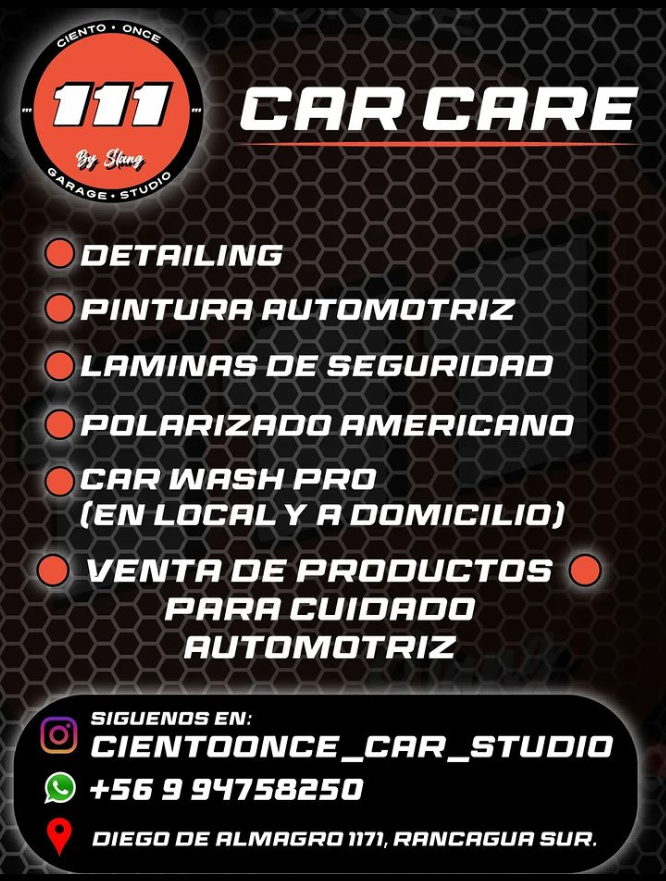 CIENTO • ONCE
111
By Slang
GARAGE • STUDIO
CAR CARE
DETAILING
PINTURA AUTOMOTRIZ
LAMINAS DE SEGURIDAD
POLARIZADO AMERICANO
CAR WASH PRO
(EN LOCAL Y A DOMICILIO)
VENTA DE PRODUCTOS
PARA CUIDADO
AUTOMOTRIZ
SIGUENOS EN:
CIENTOONCE_CAR_STUDIO
+56 9 94758250
DIEGO DE ALMAGRO 1171, RANCAGUA SUR.